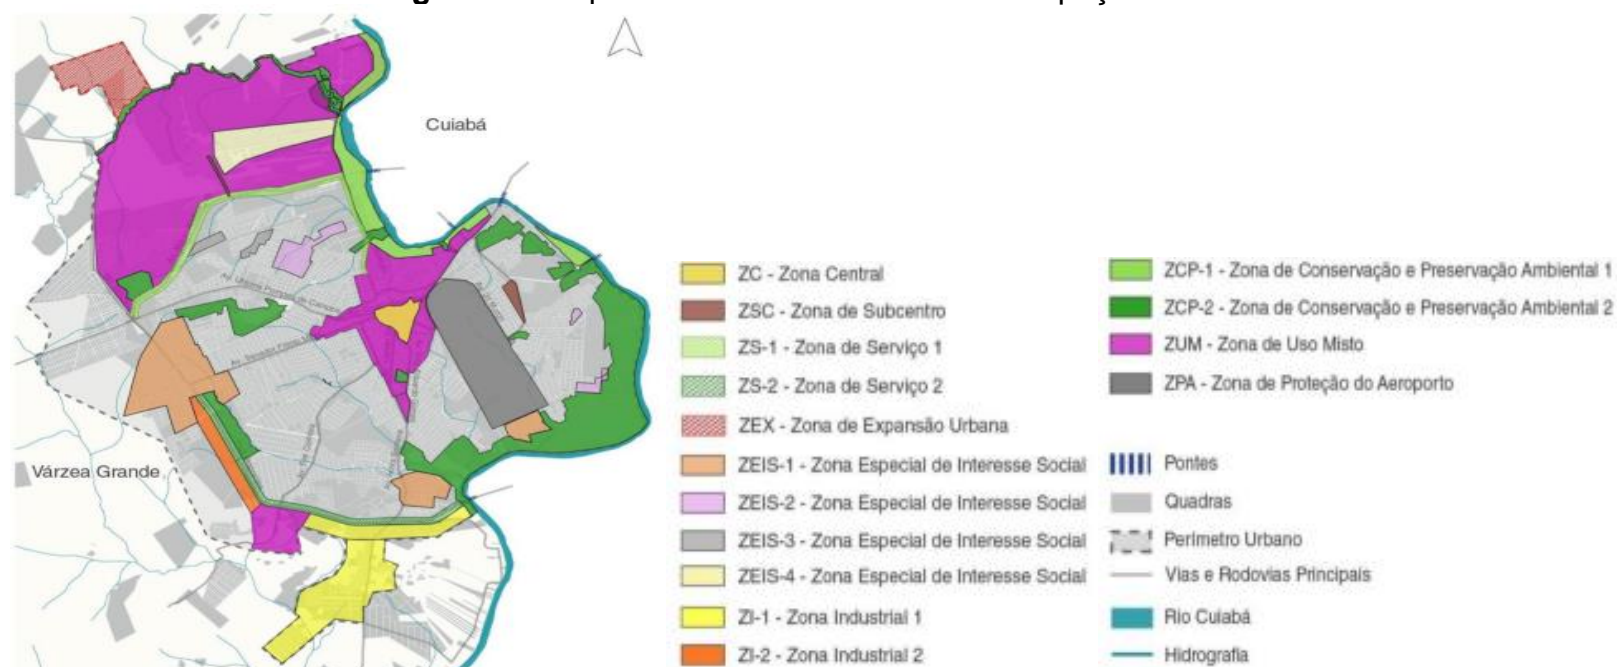 Cuiabá
Várzea Grande
ZC - Zona Central
ZSC - Zona de Subcentro
ZS-1 - Zona de Serviço 1
ZS-2 - Zona de Serviço 2
ZEX - Zona de Expansão Urbana
ZEIS-1 - Zona Especial de Interesse Social
ZEIS-2 - Zona Especial de Interesse Social
ZEIS-3 - Zona Especial de Interesse Social
ZEIS-4 - Zona Especial de Interesse Social
ZI-1 - Zona Industrial 1
ZI-2 - Zona Industrial 2
ZCP-1 - Zona de Conservação e Preservação Ambiental 1
ZCP-2 - Zona de Conservação e Preservação Ambiental 2
ZUM - Zona de Uso Misto
ZPA - Zona de Proteção do Aeroporto
Pontes
Quadras
Perímetro Urbano
Vias e Rodovias Principais
Rio Cuiabá
Hidrografia